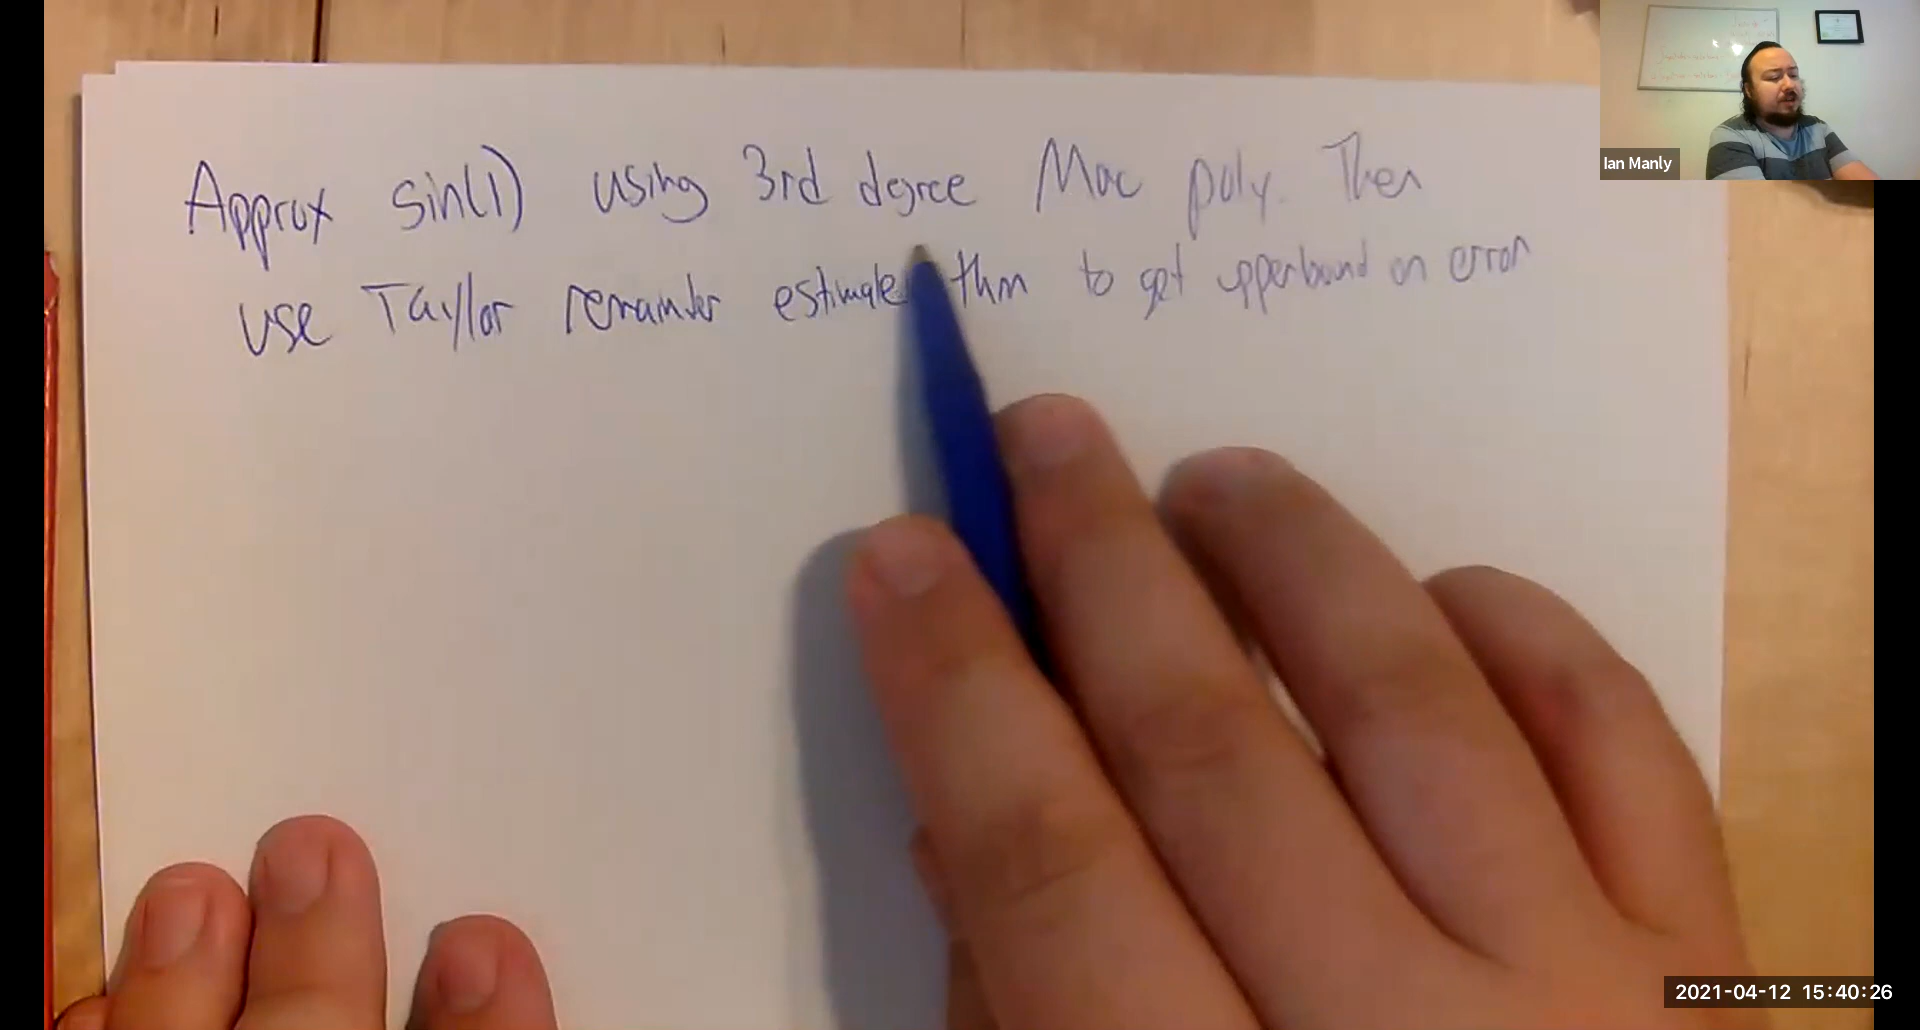 Approx sin(1) using 3rd degree Mac poly. Then
use Taylor remainder estimate thm to get upperbound on error
Ian Manly
2021-04-12 15:40:26